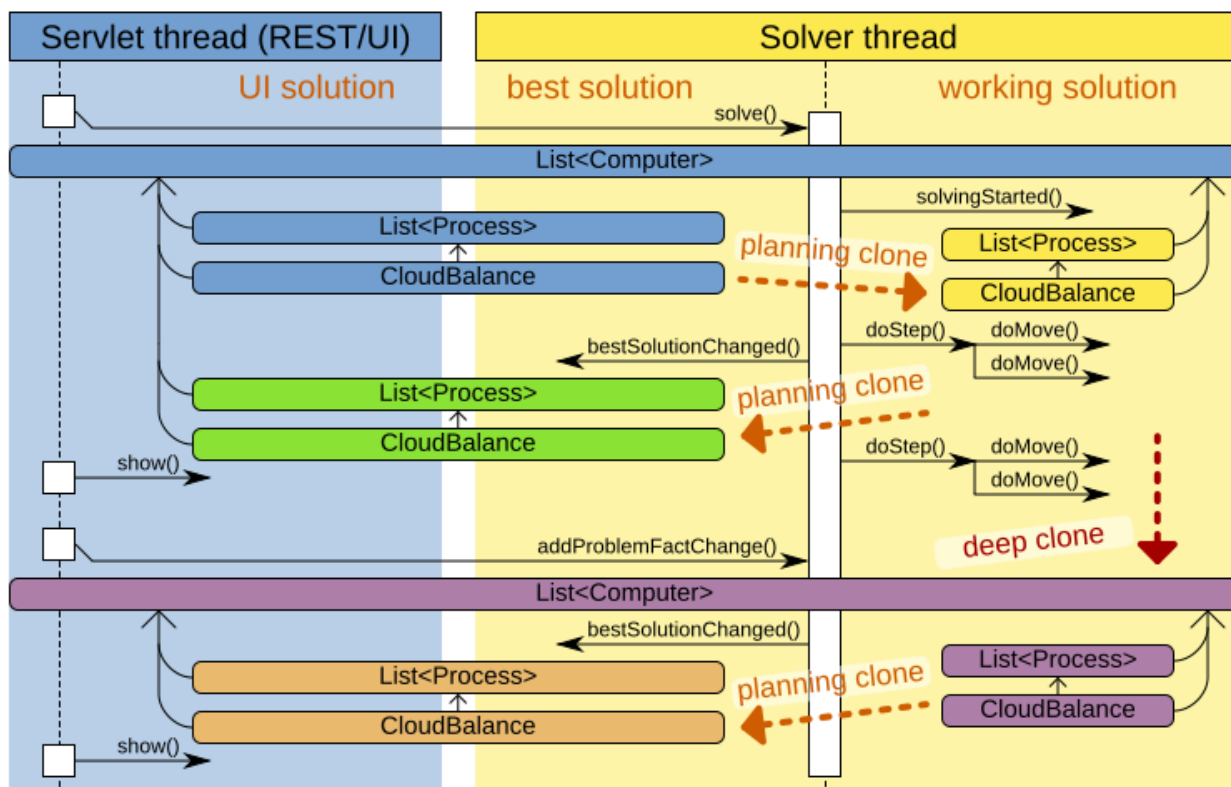 Servlet thread (REST/UI)
Solver thread
UI solution
best solution
working solution
solve()
List<Computer>
solvingStarted()
List<Process>
List<Process>
planning clone
CloudBalance
CloudBalance
doStep()
doMove()
bestSolutionChanged()
doMove()
List<Process>
planning clone
CloudBalance
doStep()
doMove()
show()
doMove()
addProblemFactChange()
deep clone
List<Computer>
bestSolutionChanged()
List<Process>
List<Process>
planning clone
CloudBalance
CloudBalance
show()